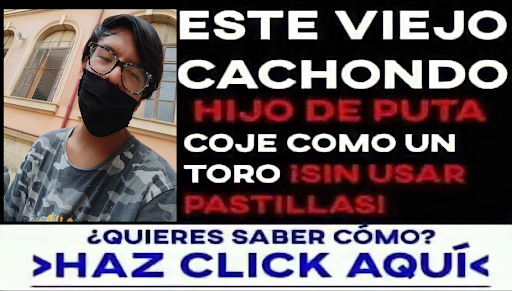 ESTE VIEJO
CACHONDO
HIJO DE PUTA
COJE COMO UN
TORO ¡SIN USAR
PASTILLAS!
¿QUIERES SABER CÓMO?
>HAZ CLICK AQUÍ<